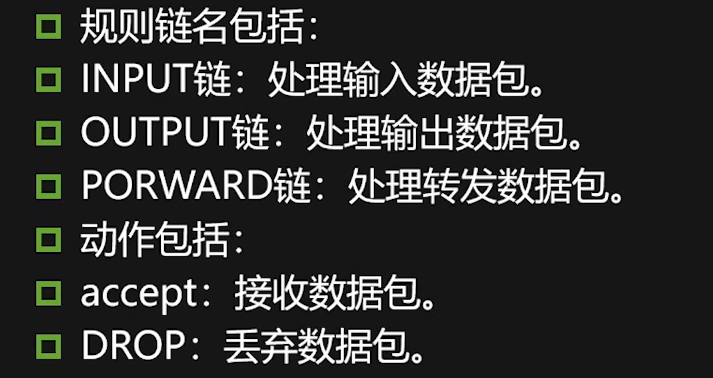 规则链名包括：
INPUT链：处理输入数据包。
OUTPUT链：处理输出数据包。
PORWARD链：处理转发数据包。
动作包括：
accept：接收数据包。
DROP：丢弃数据包。